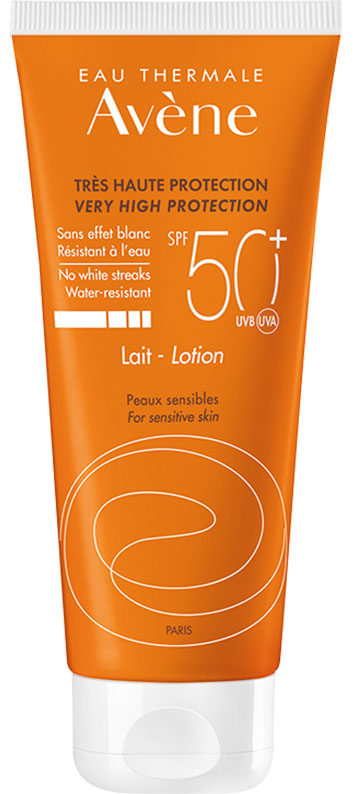 EAU THERMALE
Avène
TRÈS HAUTE PROTECTION
VERY HIGH PROTECTION
Sans effet blanc
Résistant à l'eau
No white streaks
Water-resistant
SPF 50+
UVB UVA
Lait - Lotion
Peaux sensibles
For sensitive skin
PARIS